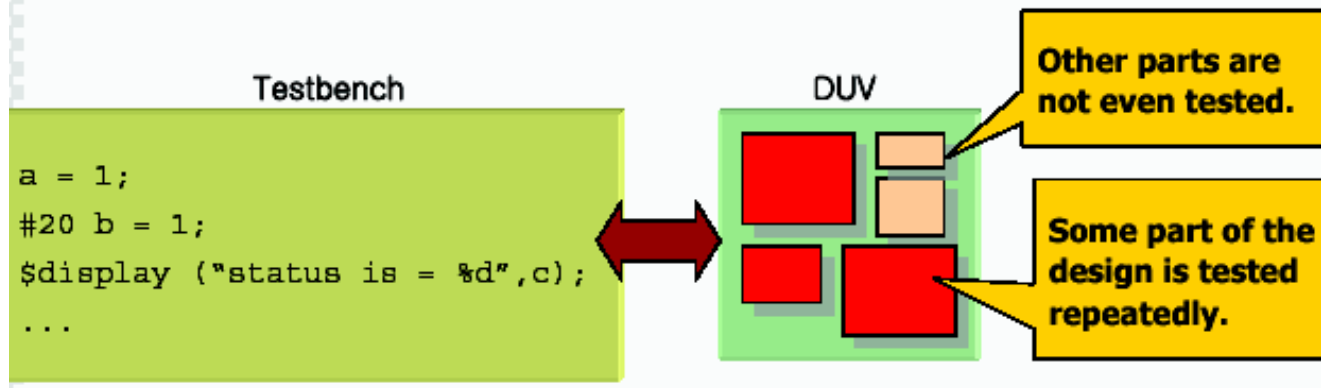 Testbench
a = 1;
#20 b = 1;
$display ("status is = %d",c);
...
DUV
Other parts are
not even tested.
Some part of the
design is tested
repeatedly.